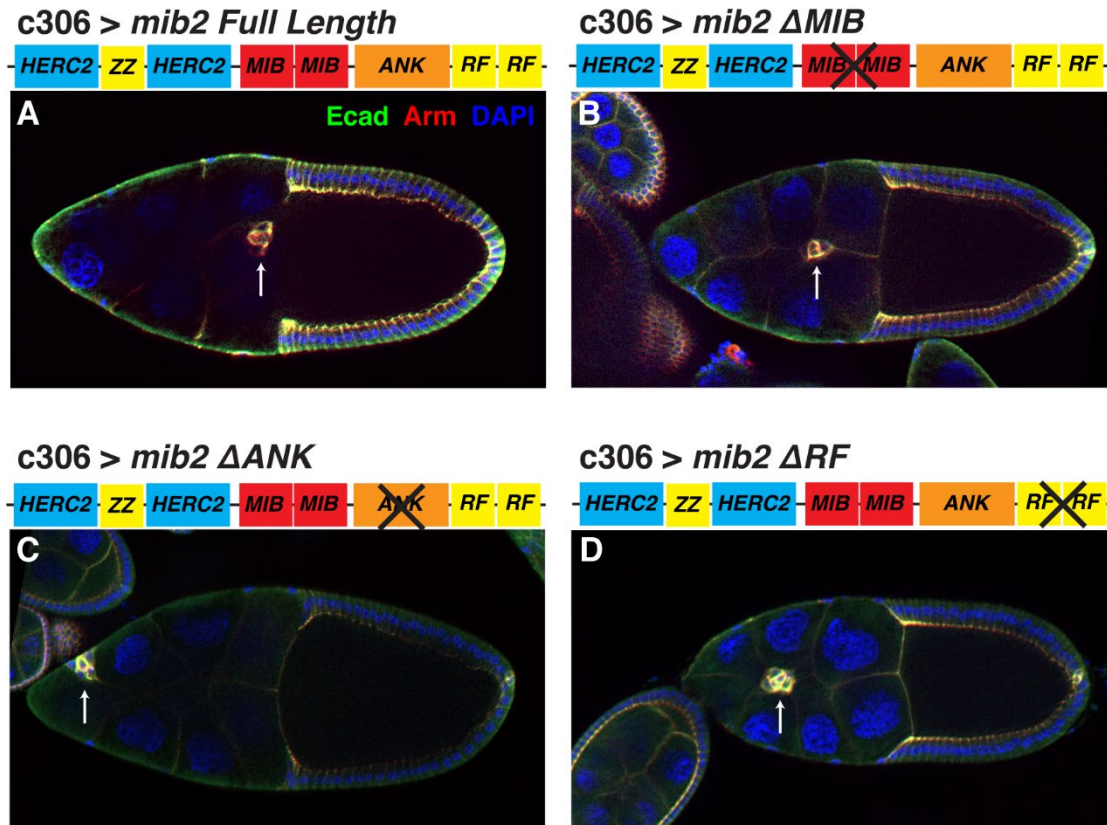 c306 > mib2 Full Length
HERC2 ZZ HERC2 MIB MIB ANK RF RF
A
Ecad Arm DAPI
c306 > mib2 ΔMIB
HERC2 ZZ HERC2 MIB MIB ANK RF RF
B
c306 > mib2 ΔANK
HERC2 ZZ HERC2 MIB MIB ANK RF RF
C
c306 > mib2 ΔRF
HERC2 ZZ HERC2 MIB MIB ANK RF RF
D